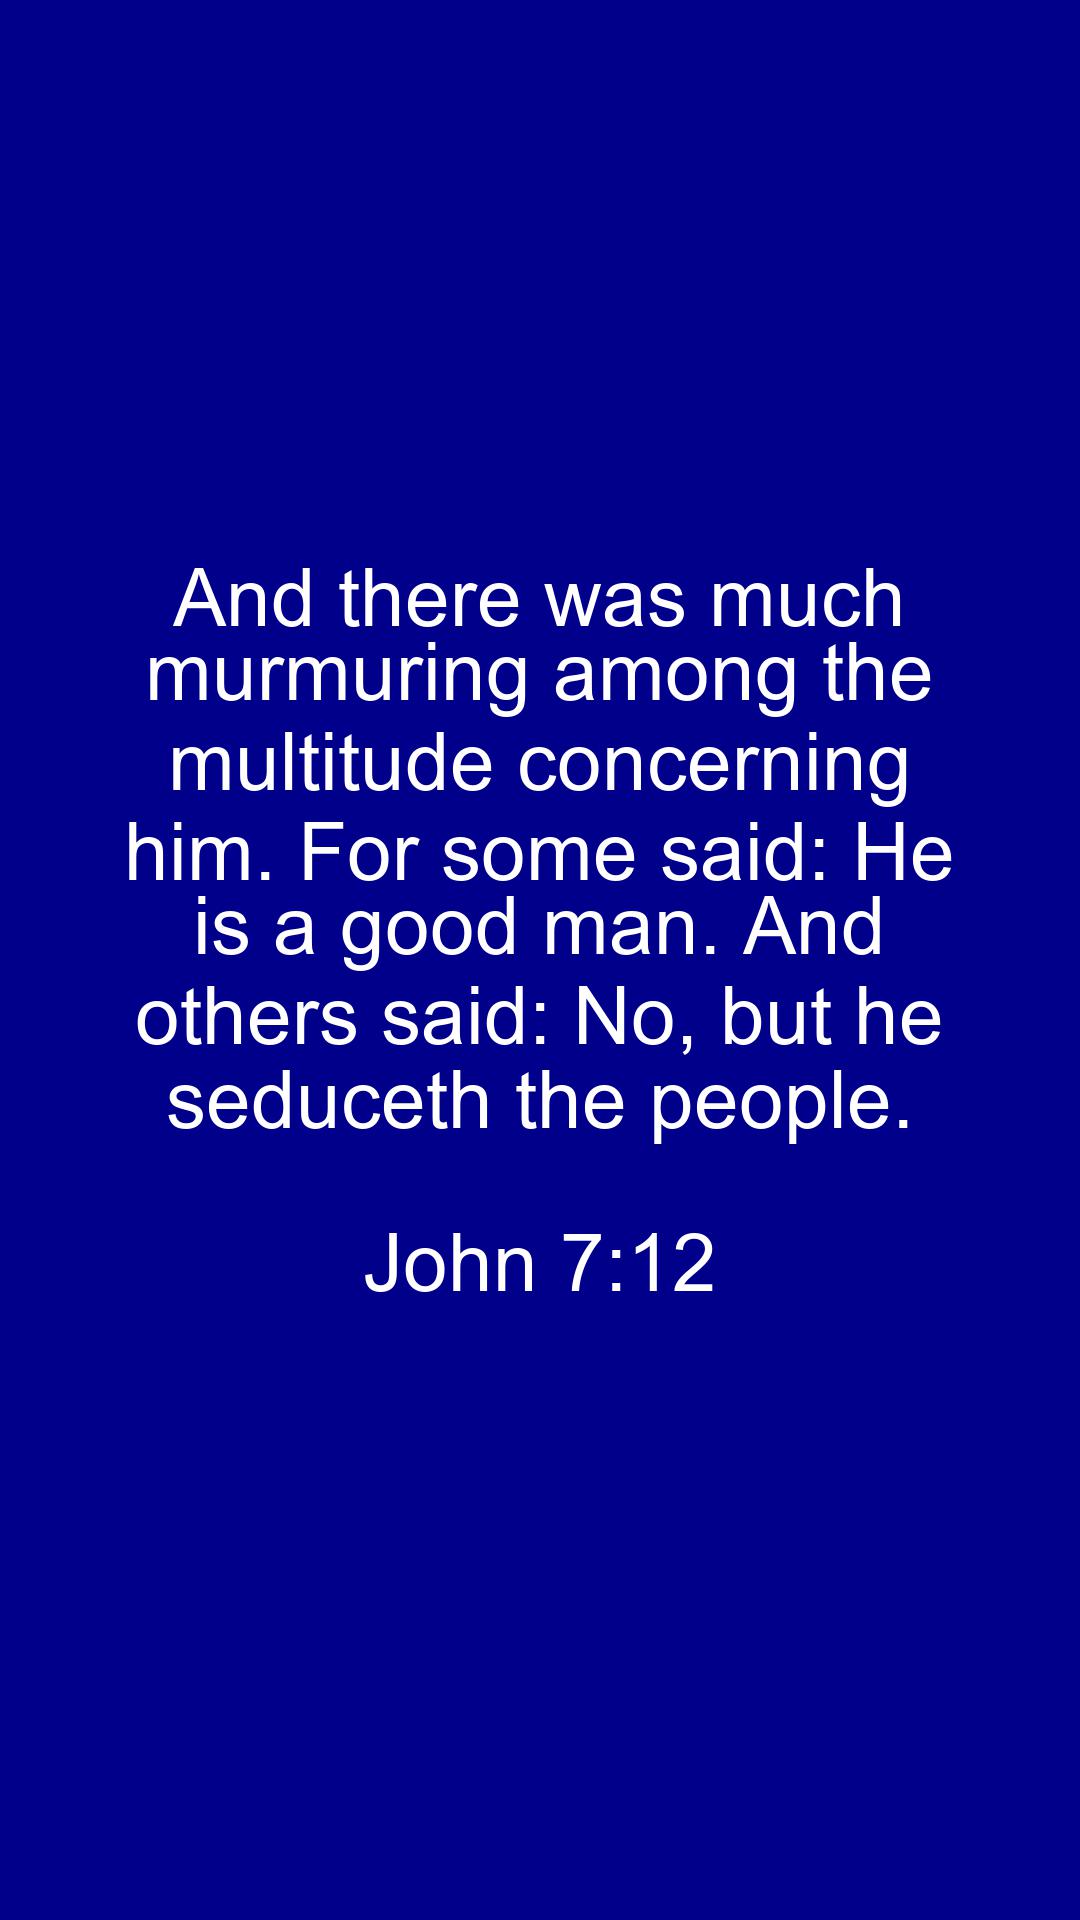 And there was much
murmuring among the
multitude concerning
him. For some said: He
is a good man. And
others said: No, but he
seduceth the people.
John 7:12